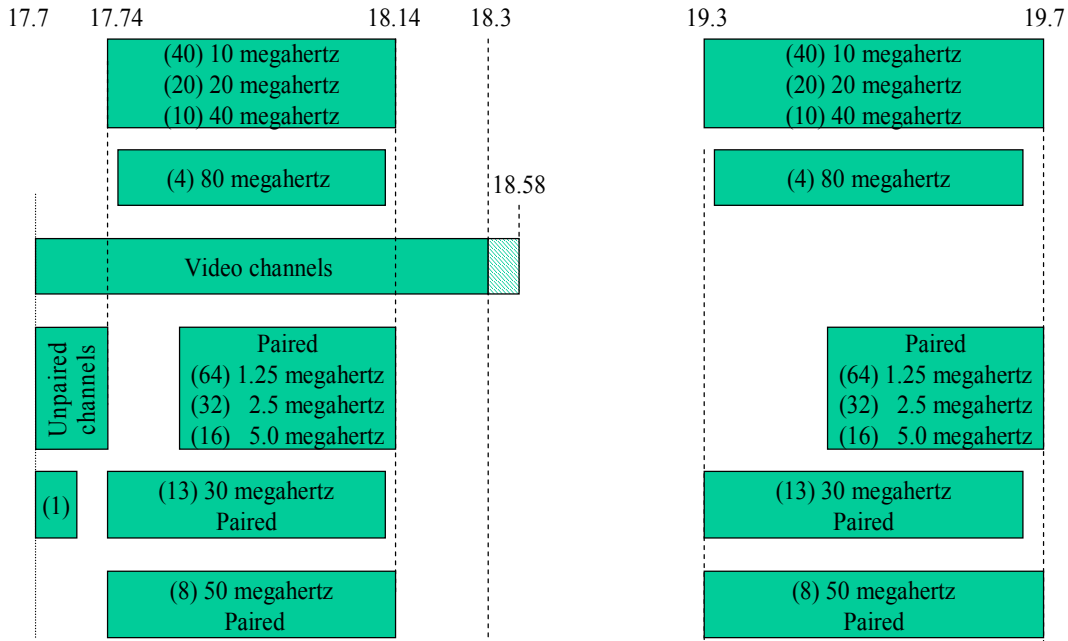 17.7 17.74 18.14 18.3 19.3 19.7
(40) 10 megahertz
(20) 20 megahertz
(10) 40 megahertz
(40) 10 megahertz
(20) 20 megahertz
(10) 40 megahertz
(4) 80 megahertz
18.58
(4) 80 megahertz
Video channels
Unpaired
channels
Paired
(64) 1.25 megahertz
(32) 2.5 megahertz
(16) 5.0 megahertz
Paired
(64) 1.25 megahertz
(32) 2.5 megahertz
(16) 5.0 megahertz
(1)
(13) 30 megahertz
Paired
(13) 30 megahertz
Paired
(8) 50 megahertz
Paired
(8) 50 megahertz
Paired